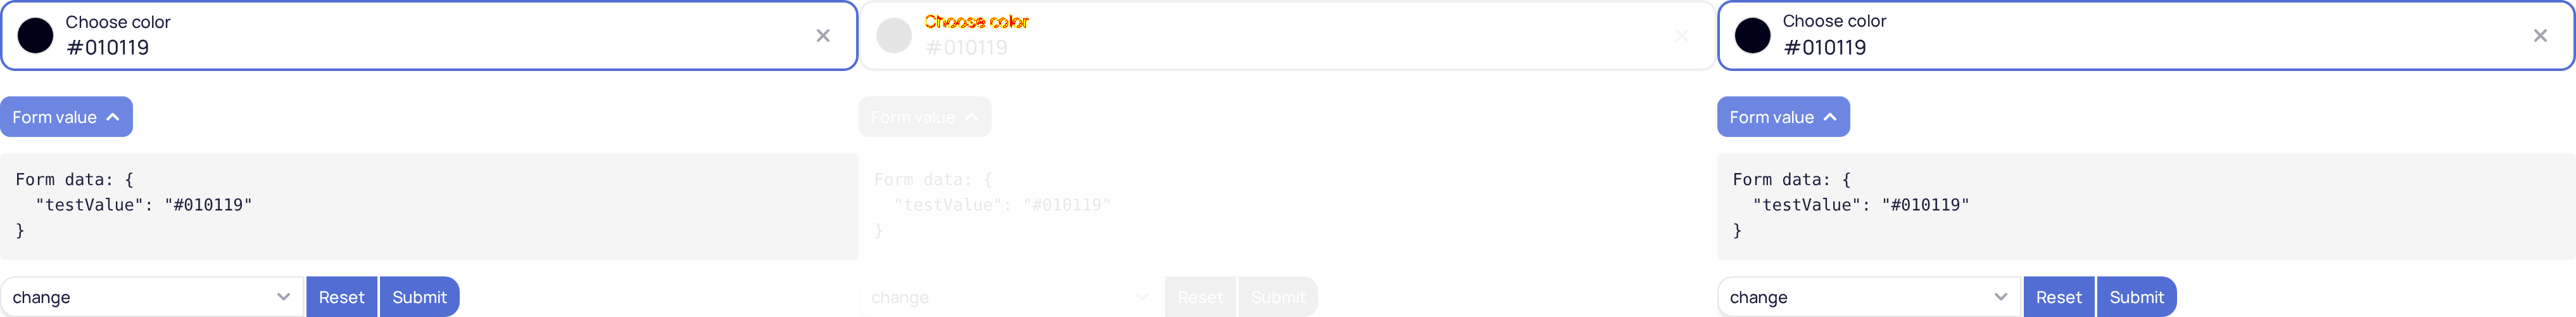 Choose color
#010119
Form value
Form data: {
  "testValue": "#010119"
}
change
Reset
Submit
Choose color
#010119
Form value
Form data: {
  "testValue": "#010119"
}
change
Reset
Submit
Choose color
#010119
Form value
Form data: {
  "testValue": "#010119"
}
change
Reset
Submit